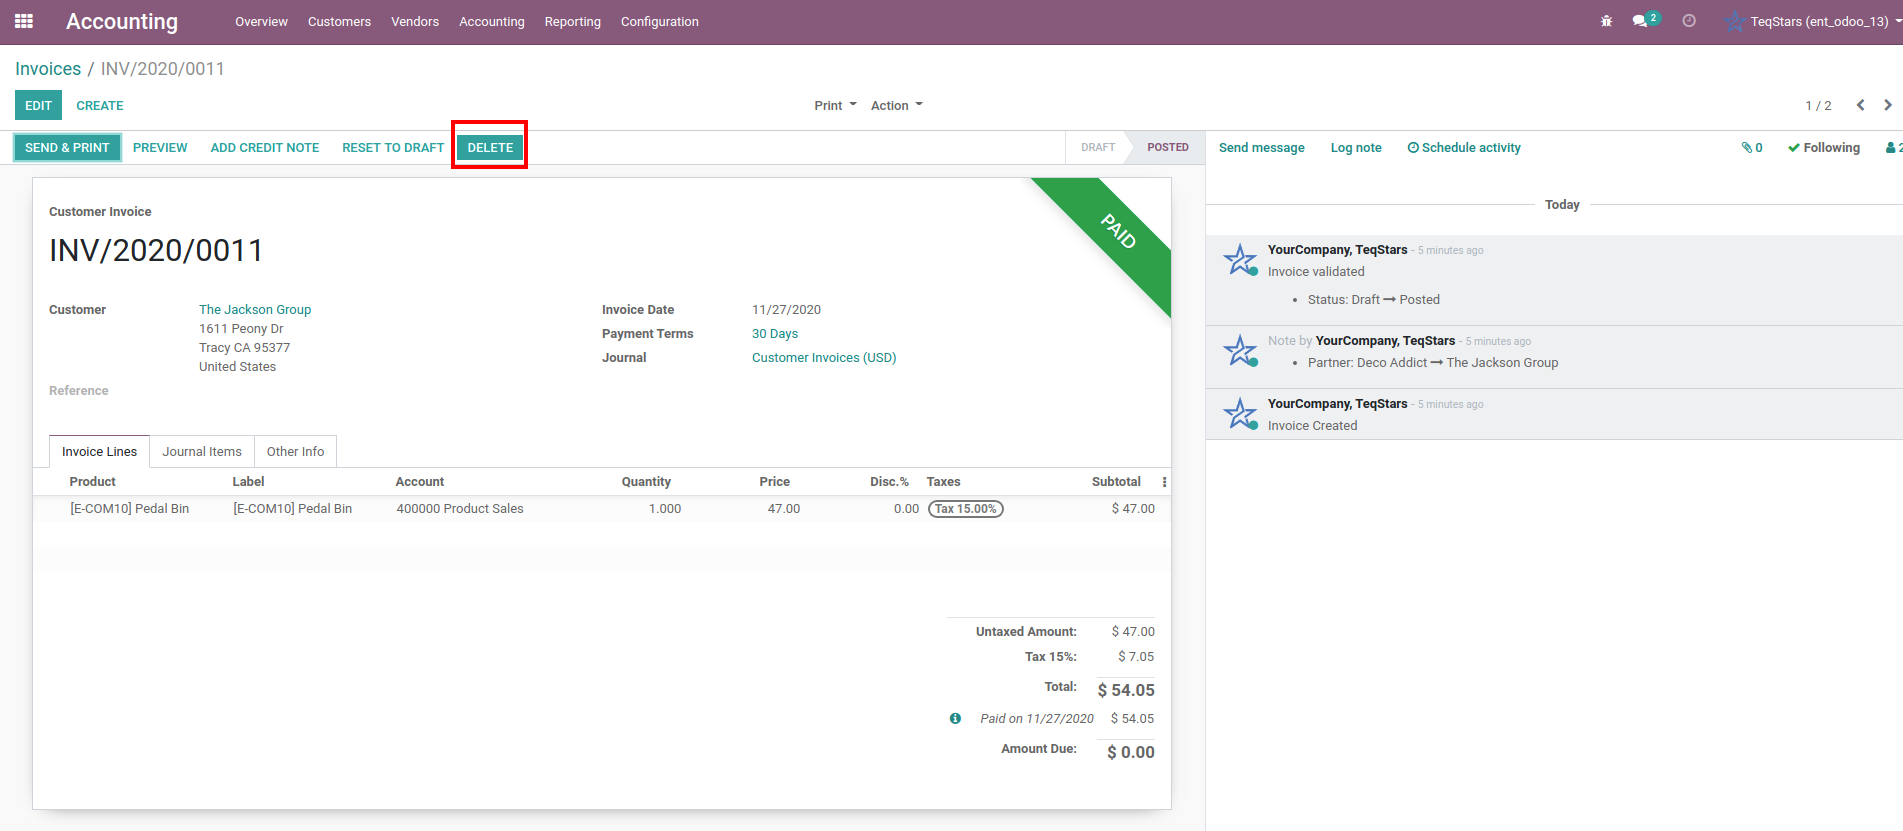 Accounting Overview Customers Vendors Accounting Reporting Configuration 2 TeqStars (ent_odoo_13)
Invoices / INV/2020/0011
EDIT CREATE Print Action 1 / 2
SEND & PRINT PREVIEW ADD CREDIT NOTE RESET TO DRAFT DELETE DRAFT POSTED
Customer Invoice
INV/2020/0011
PAID
Customer The Jackson Group
1611 Peony Dr
Tracy CA 95377
United States
Reference
Invoice Date 11/27/2020
Payment Terms 30 Days
Journal Customer Invoices (USD)
Invoice Lines Journal Items Other Info
Product Label Account Quantity Price Disc.% Taxes Subtotal
[E-COM10] Pedal Bin [E-COM10] Pedal Bin 400000 Product Sales 1.000 47.00 0.00 Tax 15.00% $ 47.00
Untaxed Amount: $ 47.00
Tax 15%: $ 7.05
Total: $ 54.05
Paid on 11/27/2020 $ 54.05
Amount Due: $ 0.00
Send message Log note Schedule activity 0 Following 2
Today
YourCompany, TeqStars - 5 minutes ago
Invoice validated
• Status: Draft → Posted
Note by YourCompany, TeqStars - 5 minutes ago
• Partner: Deco Addict → The Jackson Group
YourCompany, TeqStars - 5 minutes ago
Invoice Created